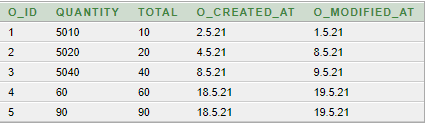 O_ID QUANTITY TOTAL O_CREATED_AT O_MODIFIED_AT
1 5010 10 2.5.21 1.5.21
2 5020 20 4.5.21 8.5.21
3 5040 40 8.5.21 9.5.21
4 60 60 18.5.21 19.5.21
5 90 90 18.5.21 19.5.21